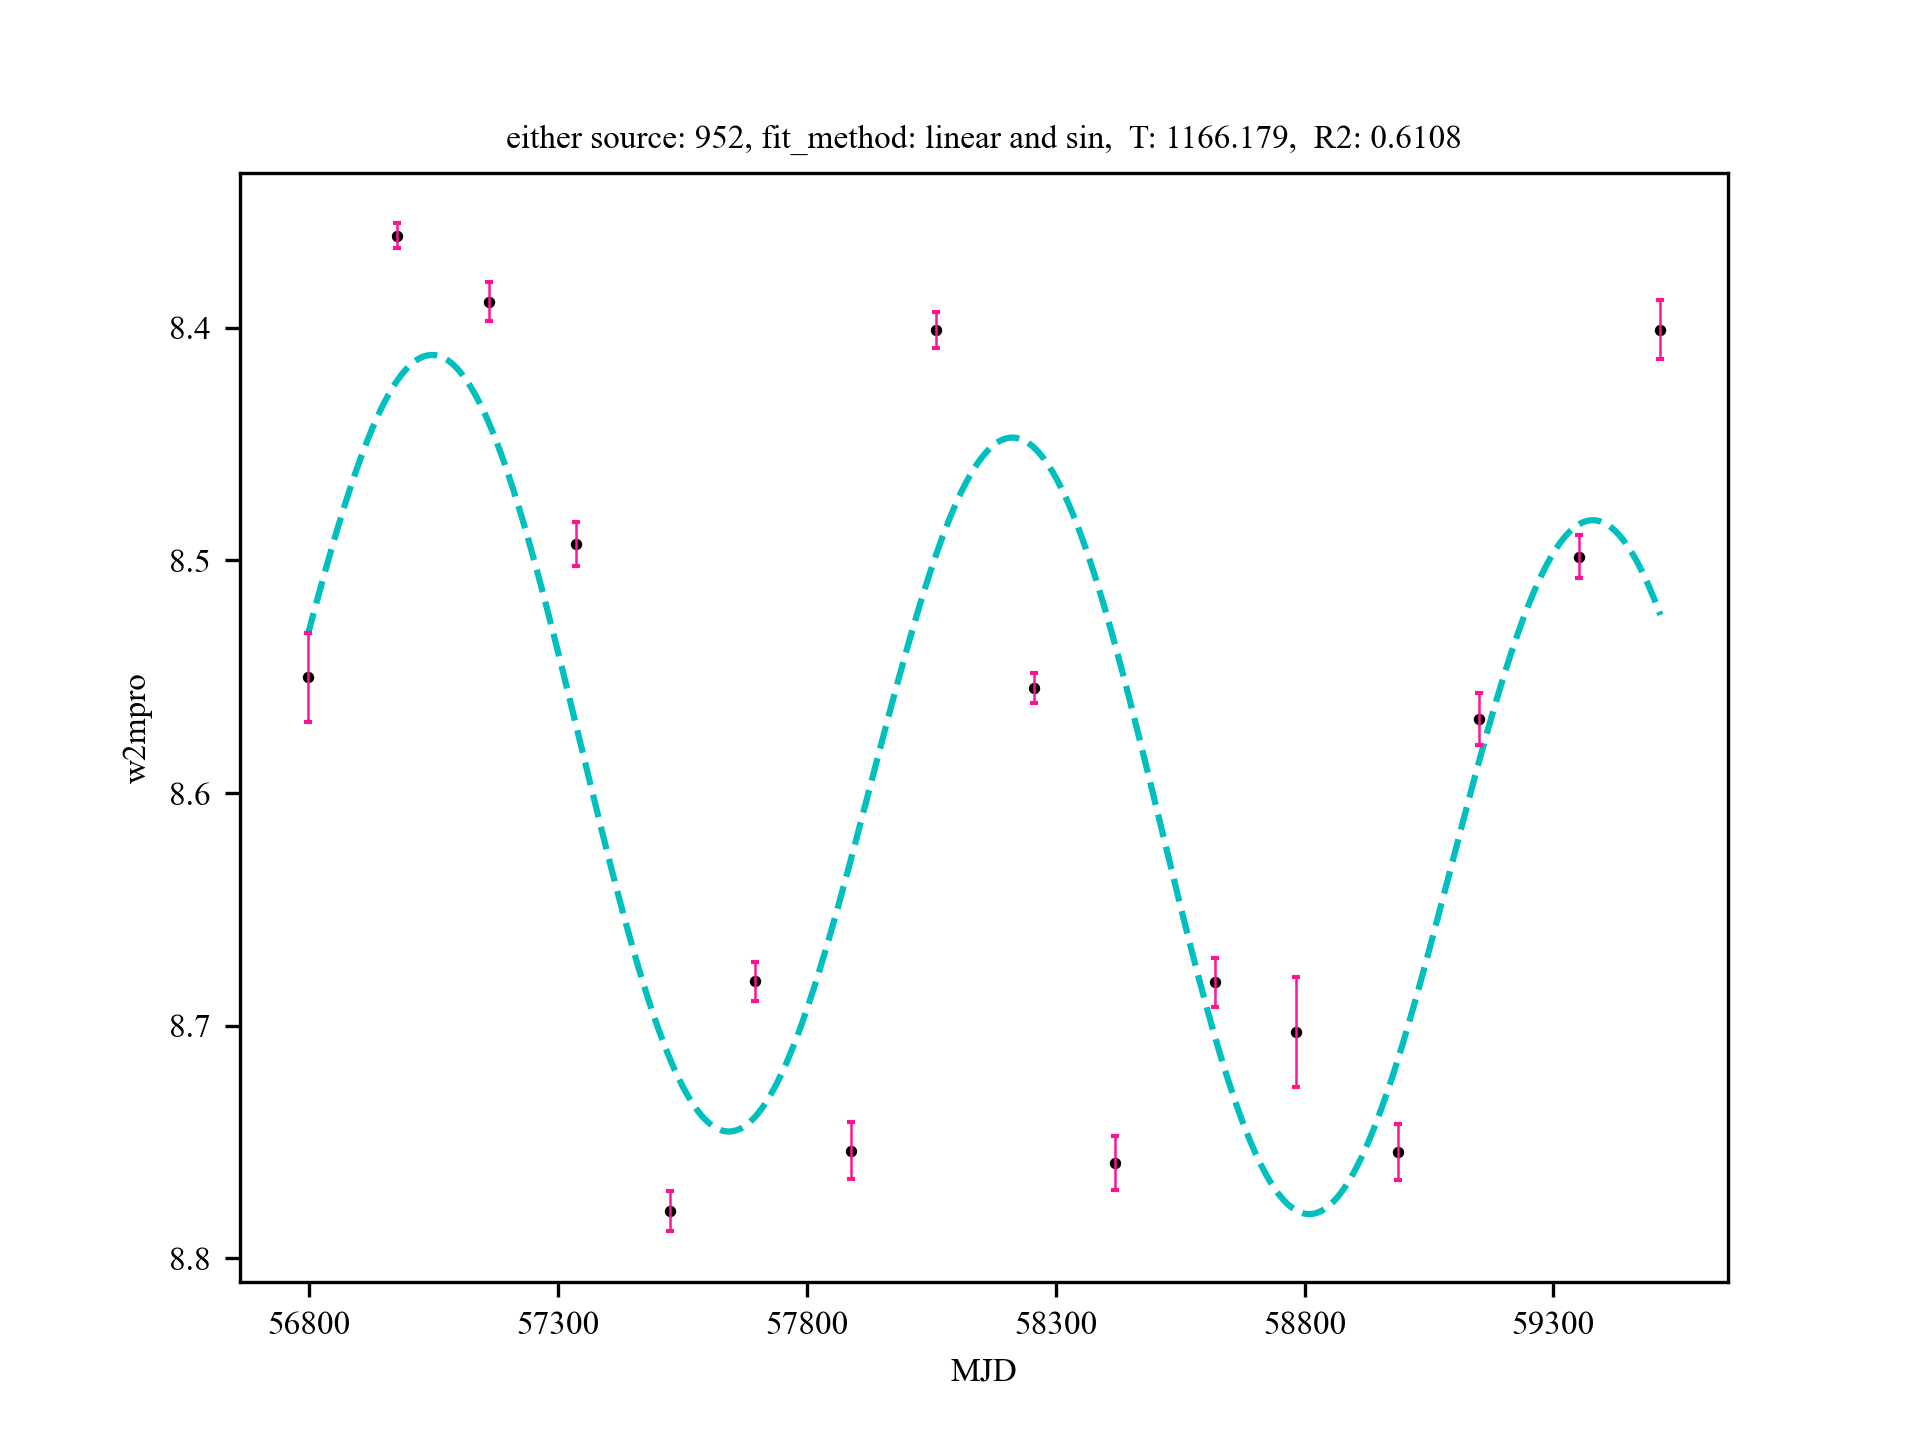 either source: 952, fit_method: linear and sin,  T: 1166.179,  R2: 0.6108
8.4
8.5
8.6
8.7
8.8
w2mpro
56800 57300 57800 58300 58800 59300
MJD